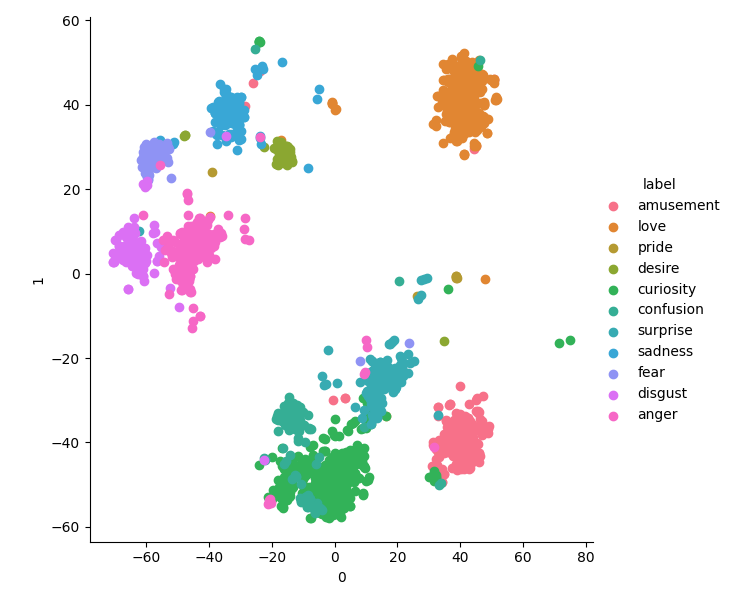 60
40
20
0
−20
−40
−60
1
−60
−40
−20
0
20
40
60
80
0
label
amusement
love
pride
desire
curiosity
confusion
surprise
sadness
fear
disgust
anger